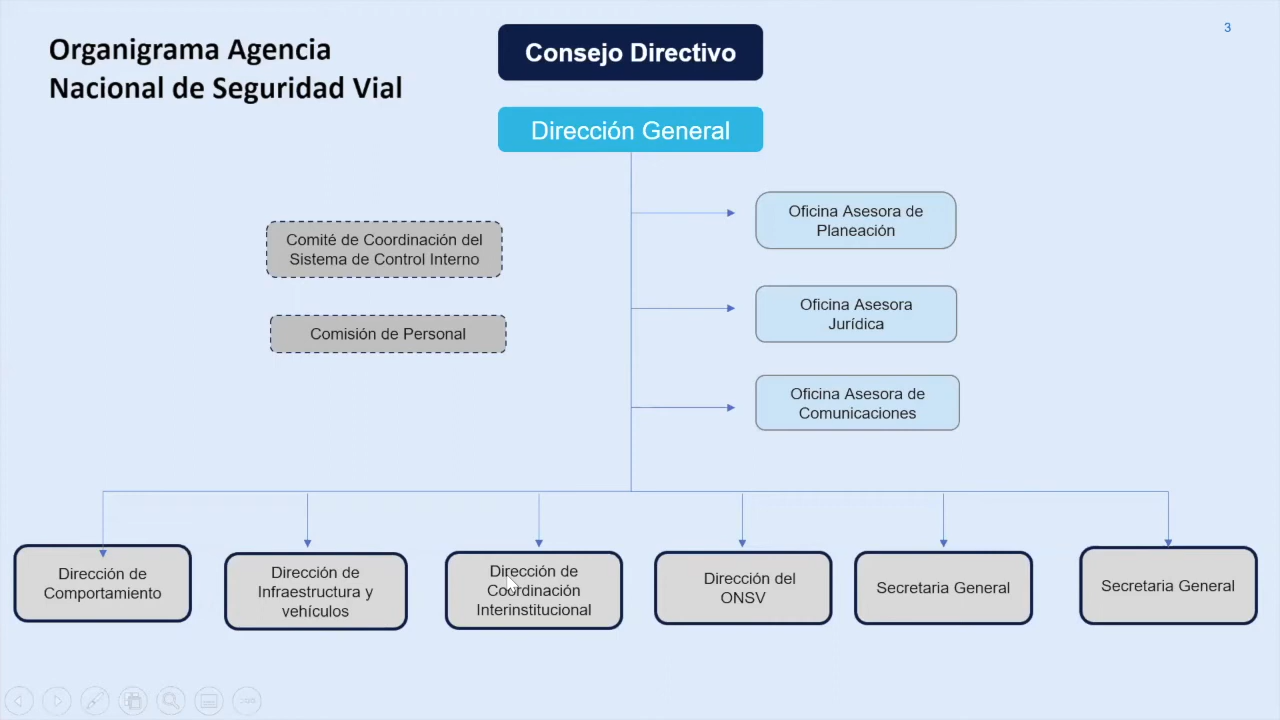 3
Organigrama Agencia
Nacional de Seguridad Vial
Consejo Directivo
Dirección General
Oficina Asesora de
Planeación
Comité de Coordinación del
Sistema de Control Interno
Oficina Asesora
Jurídica
Comisión de Personal
Oficina Asesora de
Comunicaciones
Dirección de
Comportamiento
Dirección de
Infraestructura y
vehículos
Dirección de
Coordinación
Interinstitucional
Dirección del
ONSV
Secretaria General
Secretaria General